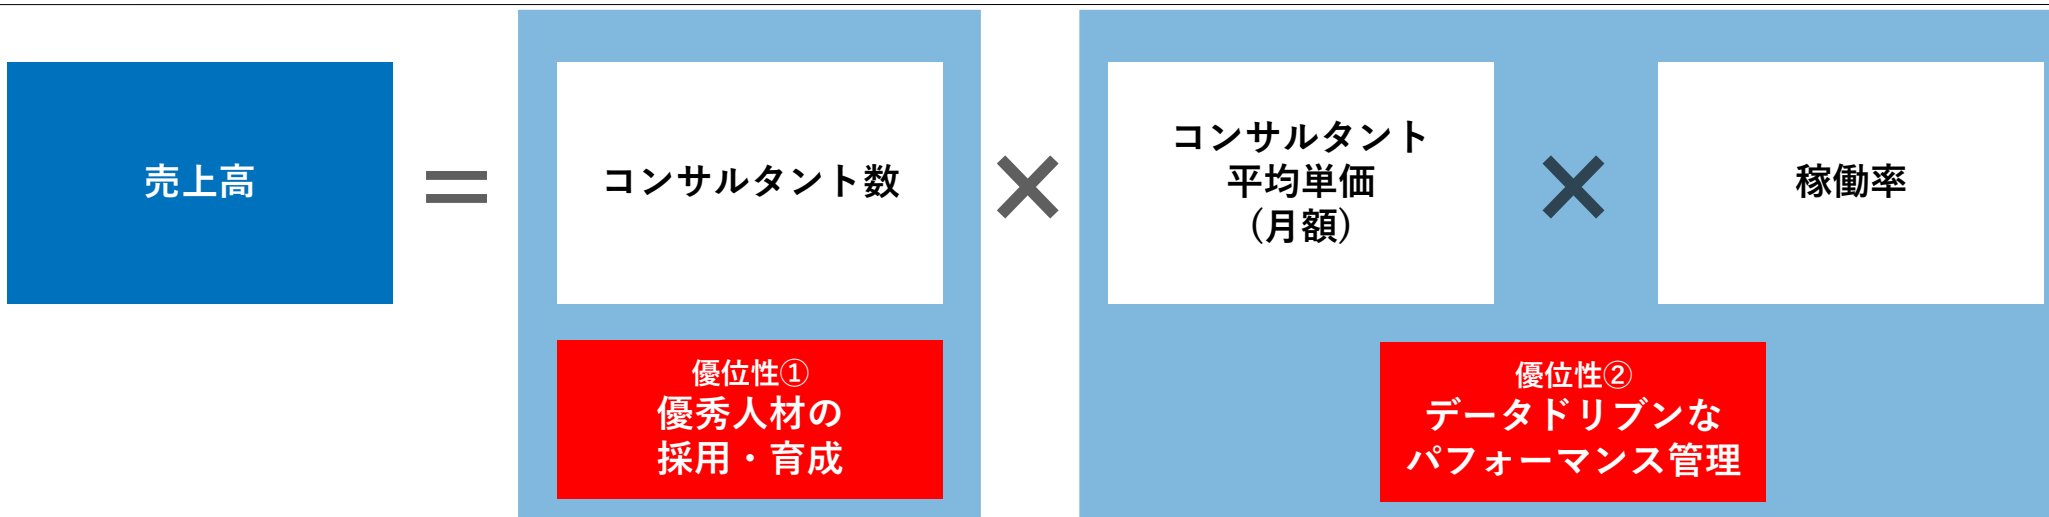 売上高
=
コンサルタント数
×
コンサルタント
平均単価
(月額)
×
稼働率
優位性①
優秀人材の
採用・育成
優位性②
データドリブンな
パフォーマンス管理